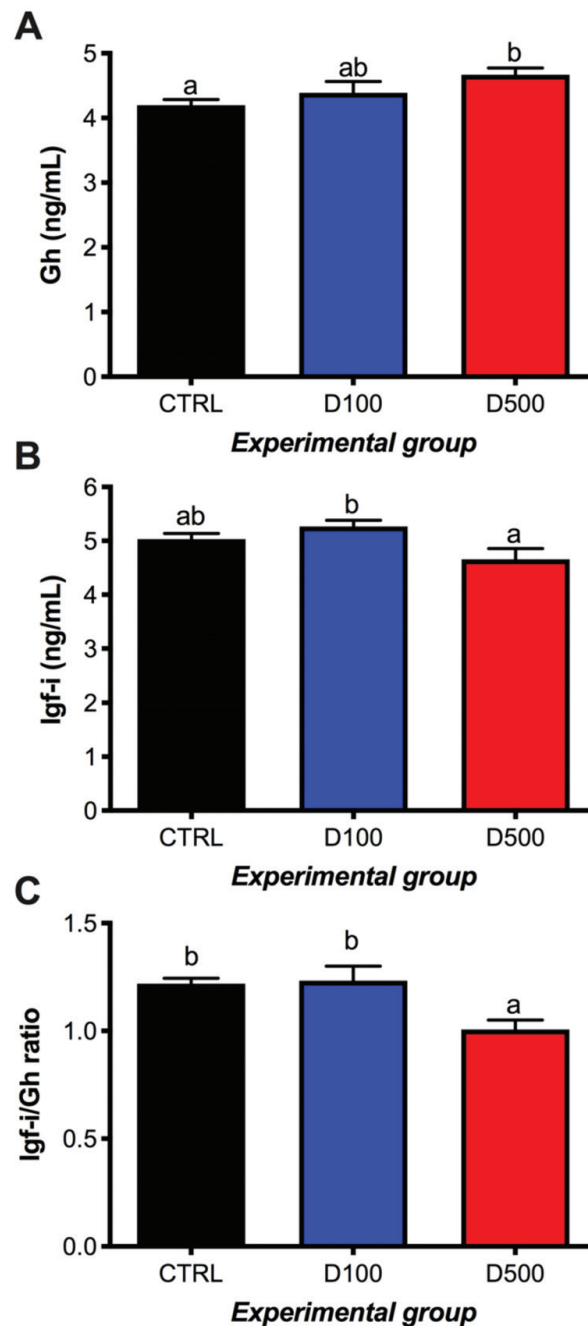 A
Gh (ng/mL)
5
4
3
2
1
0
a
ab
b
CTRL D100 D500
Experimental group
B
Igf-i (ng/mL)
6
5
4
3
2
1
0
ab
b
a
CTRL D100 D500
Experimental group
C
Igf-i/Gh ratio
1.5
1.0
0.5
0.0
b
b
a
CTRL D100 D500
Experimental group